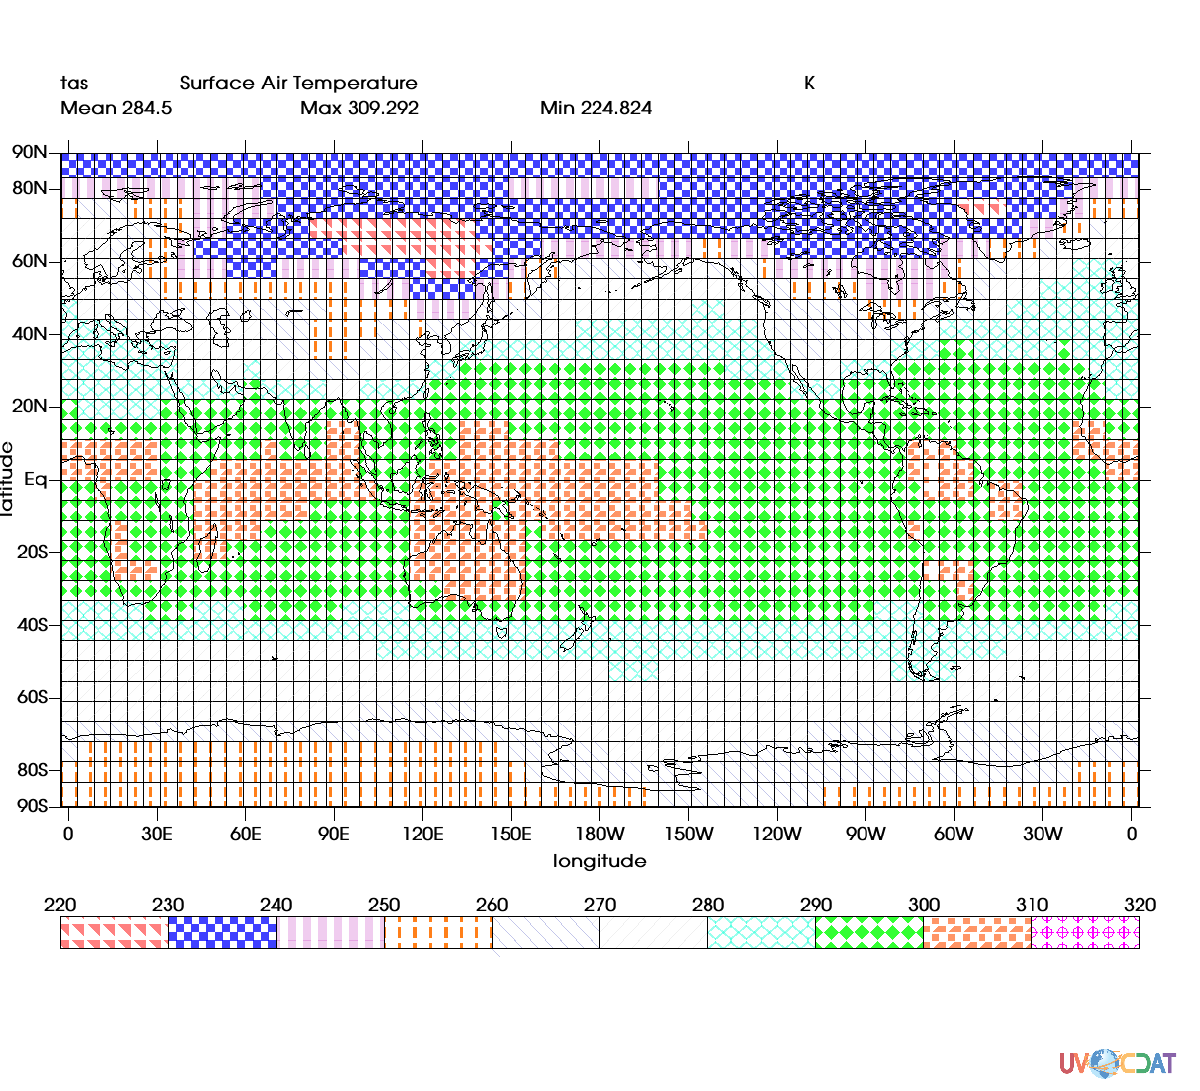 tas Surface Air Temperature K
Mean 284.5 Max 309.292 Min 224.824
90N
80N
60N
40N
20N
Eq
20S
40S
60S
80S
90S
latitude
0 30E 60E 90E 120E 150E 180W 150W 120W 90W 60W 30W 0
longitude
220 230 240 250 260 270 280 290 300 310 320
UV CDAT